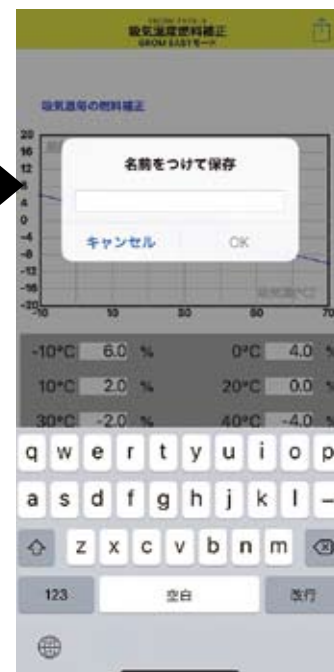 吸気温度燃料補正
GROM EASYモード
吸気温毎の燃料補正
20
16
12
8
4
0
-4
-8
-12
-16
-20
名前をつけて保存
キャンセル OK
吸気温[℃]
-10 10 30 50 70
-10°C 6.0 % 0°C 4.0 %
10°C 2.0 % 20°C 0.0 %
30°C -2.0 % 40°C -4.0 %
q w e r t y u i o p
a s d f g h j k l ー
z x c v b n m
123 空白 改行